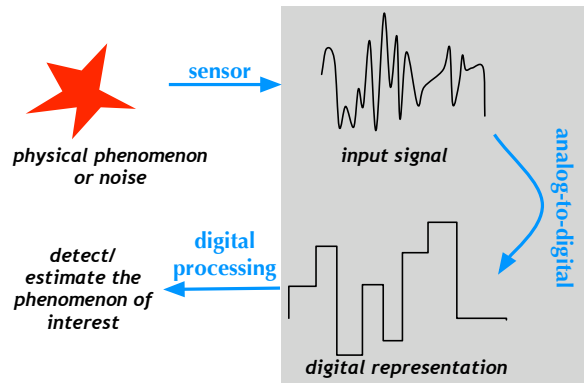 sensor
physical phenomenon
or noise
input signal
analog-to-digital
detect/
estimate the
phenomenon of
interest
digital
processing
digital representation